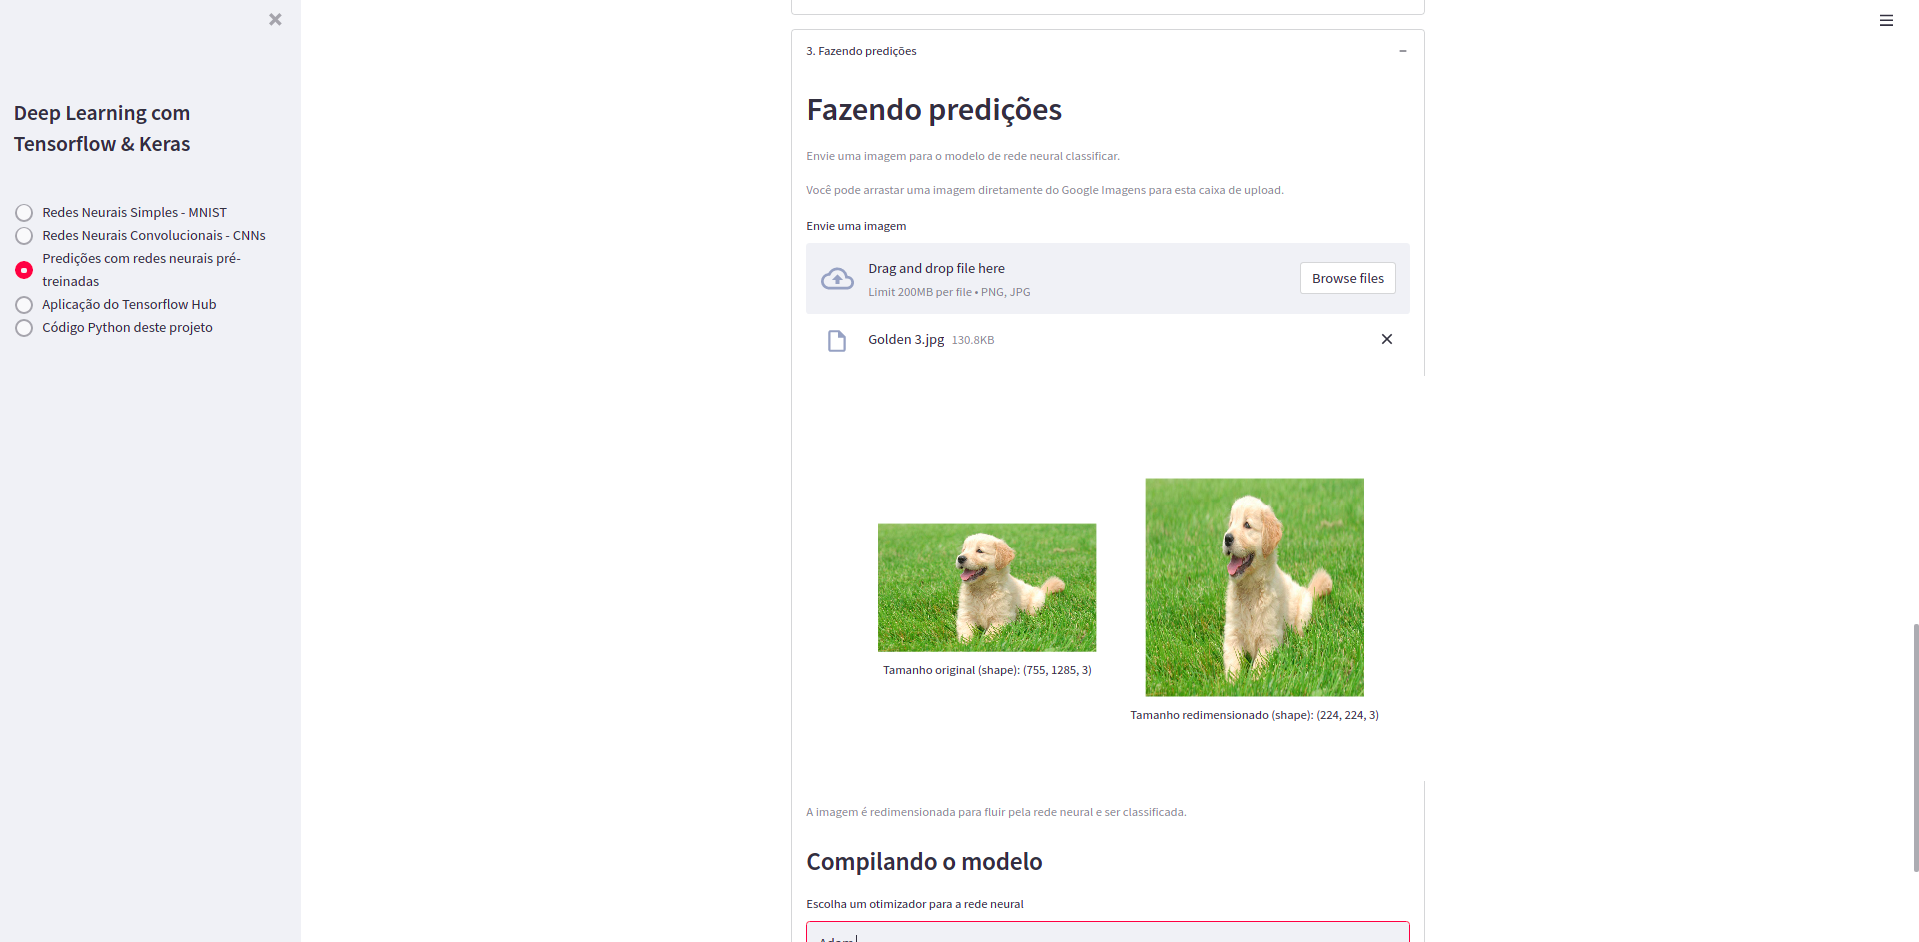 Deep Learning com
Tensorflow & Keras
Redes Neurais Simples - MNIST
Redes Neurais Convolucionais - CNNs
Predições com redes neurais pré-
treinadas
Aplicação do Tensorflow Hub
Código Python deste projeto
3. Fazendo predições
Fazendo predições
Envie uma imagem para o modelo de rede neural classificar.
Você pode arrastar uma imagem diretamente do Google Imagens para esta caixa de upload.
Envie uma imagem
Drag and drop file here
Limit 200MB per file • PNG, JPG
Browse files
Golden 3.jpg 130.8KB
Tamanho original (shape): (755, 1285, 3)
Tamanho redimensionado (shape): (224, 224, 3)
A imagem é redimensionada para fluir pela rede neural e ser classificada.
Compilando o modelo
Escolha um otimizador para a rede neural
Adam